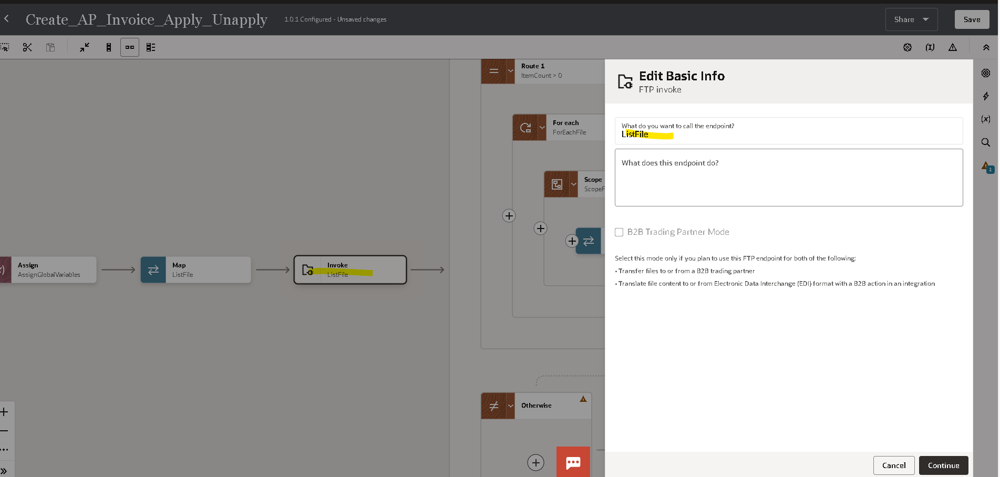 Create_AP_Invoice_Apply_Unapply
1.0.1 Configured - Unsaved changes
Share
Save
Route 1
ItemCount > 0
For each
ForEachFile
Scope
Assign
AssignGlobalVariables
Map
ListFile
Invoke
ListFile
Otherwise
Edit Basic Info
FTP invoke
What do you want to call the endpoint?
ListFile
What does this endpoint do?
B2B Trading Partner Mode
Select this mode only if you plan to use this FTP endpoint for both of the following:
• Transfer files to or from a B2B trading partner
• Translate file content to or from Electronic Data Interchange (EDI) format with a B2B action in an integration
2
Cancel
Continue